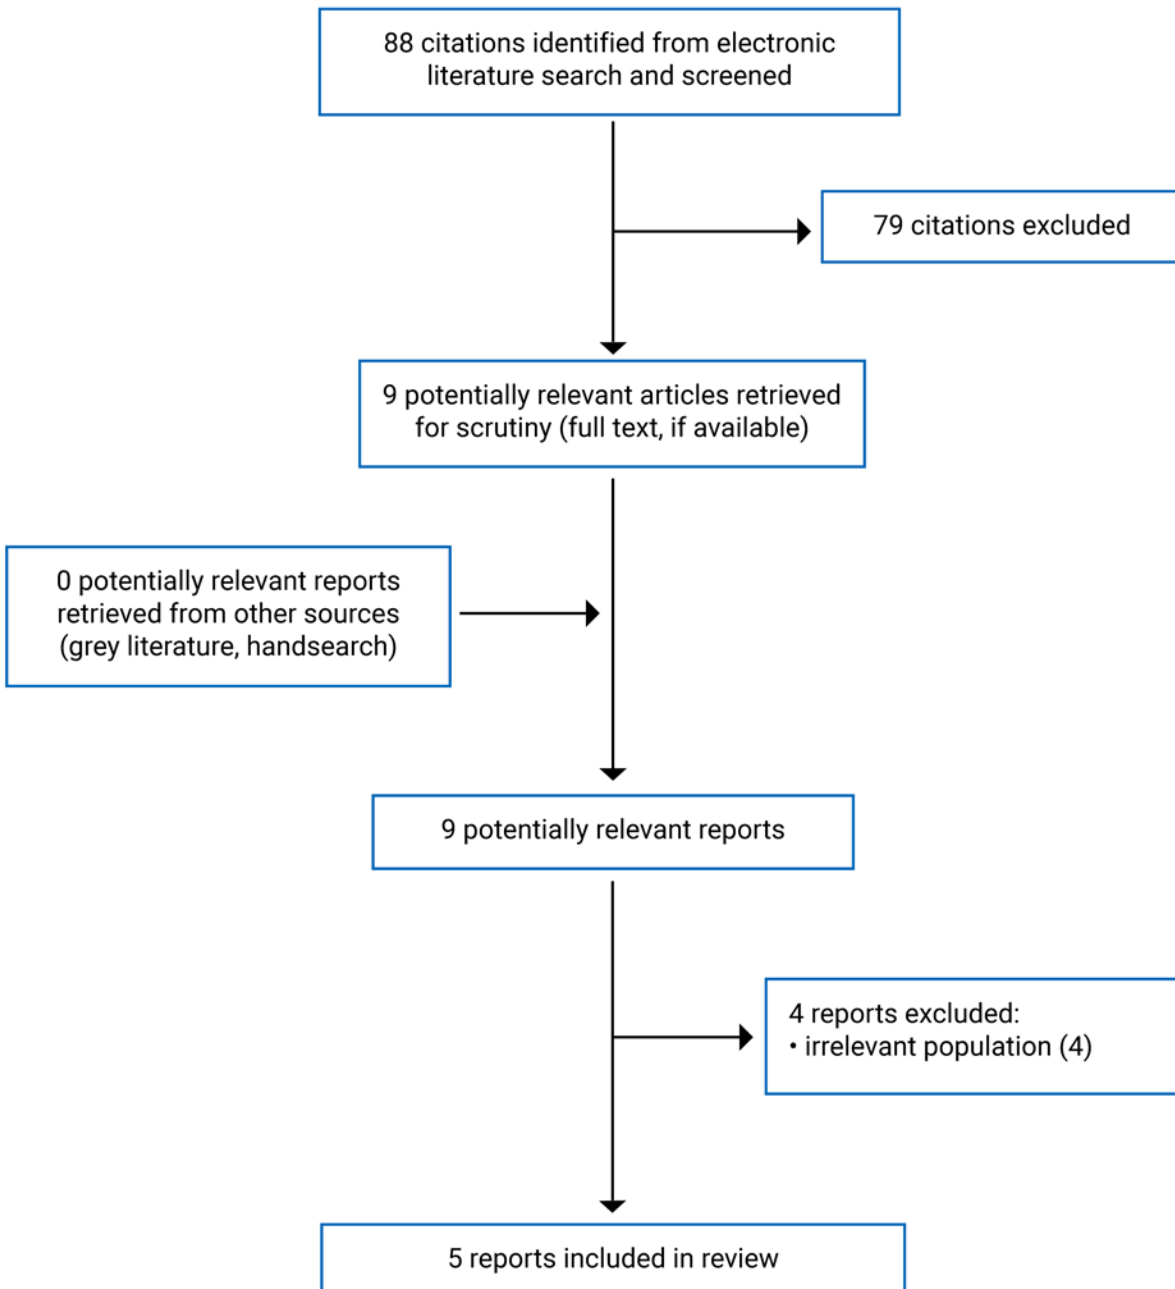 88 citations identified from electronic
literature search and screened
79 citations excluded
9 potentially relevant articles retrieved
for scrutiny (full text, if available)
0 potentially relevant reports
retrieved from other sources
(grey literature, handsearch)
9 potentially relevant reports
4 reports excluded:
• irrelevant population (4)
5 reports included in review